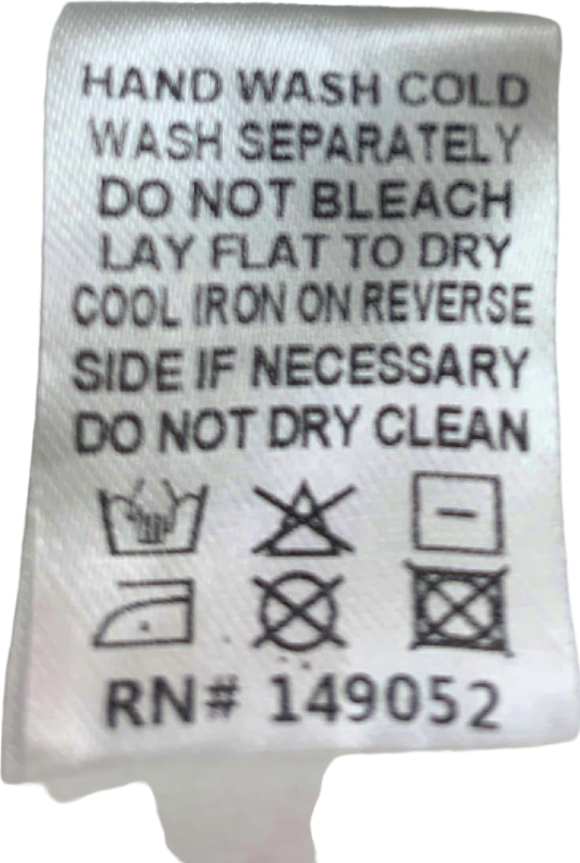 HAND WASH COLD
WASH SEPARATELY
DO NOT BLEACH
LAY FLAT TO DRY
COOL IRON ON REVERSE
SIDE IF NECESSARY
DO NOT DRY CLEAN
RN# 149052